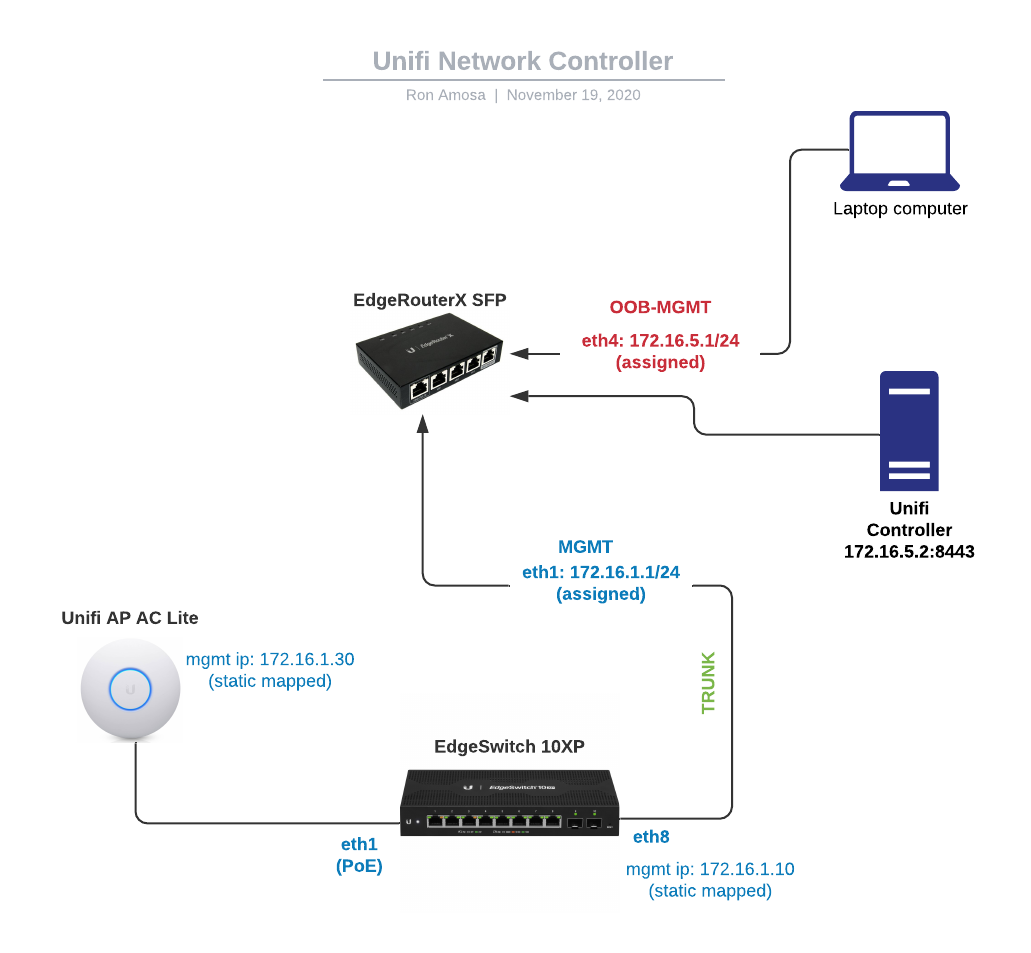 Unifi Network Controller
Ron Amosa | November 19, 2020
Laptop computer
EdgeRouterX SFP
EdgeRouter X
OOB-MGMT
eth4: 172.16.5.1/24
(assigned)
Unifi
Controller
172.16.5.2:8443
MGMT
eth1: 172.16.1.1/24
(assigned)
Unifi AP AC Lite
mgmt ip: 172.16.1.30
(static mapped)
TRUNK
EdgeSwitch 10XP
EdgeSwitch 10XP
eth1
(PoE)
eth8
mgmt ip: 172.16.1.10
(static mapped)